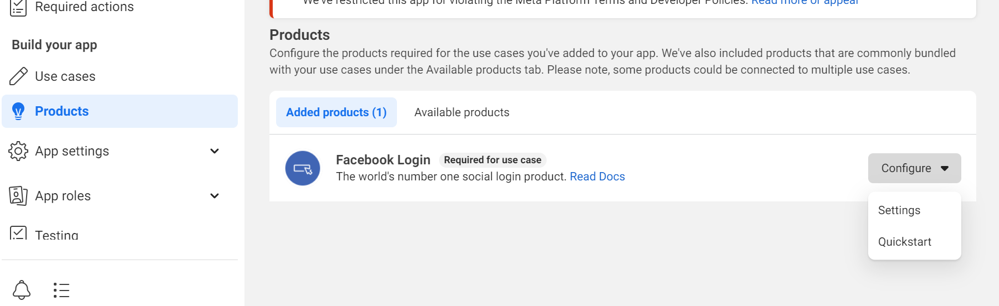 Required actions
Build your app
Use cases
Products
App settings
App roles
Testing
We've restricted this app for violating the Meta Platform Terms and Developer Policies. Read more or appeal
Products
Configure the products required for the use cases you've added to your app. We've also included products that are commonly bundled
with your use cases under the Available products tab. Please note, some products could be connected to multiple use cases.
Added products (1)
Available products
Facebook Login
Required for use case
The world's number one social login product. Read Docs
Configure
Settings
Quickstart